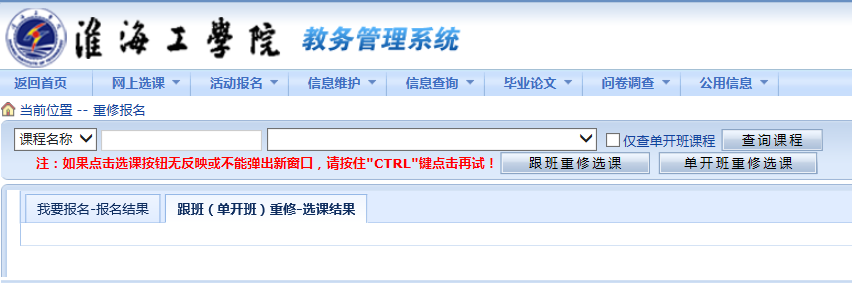 淮海工學院 教务管理系统
返回首页 网上选课 活动报名 信息维护 信息查询 毕业论文 问卷调查 公用信息
当前位置 -- 重修报名
课程名称 仅查单开班课程 查询课程
注：如果点击选课按钮无反映或不能弹出新窗口，请按住"CTRL"键点击再试！ 跟班重修选课 单开班重修选课
我要报名-报名结果 跟班（单开班）重修-选课结果